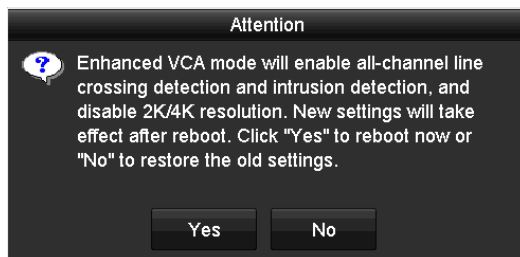 Attention
Enhanced VCA mode will enable all-channel line
crossing detection and intrusion detection, and
disable 2K/4K resolution. New settings will take
effect after reboot. Click "Yes" to reboot now or
"No" to restore the old settings.
Yes No